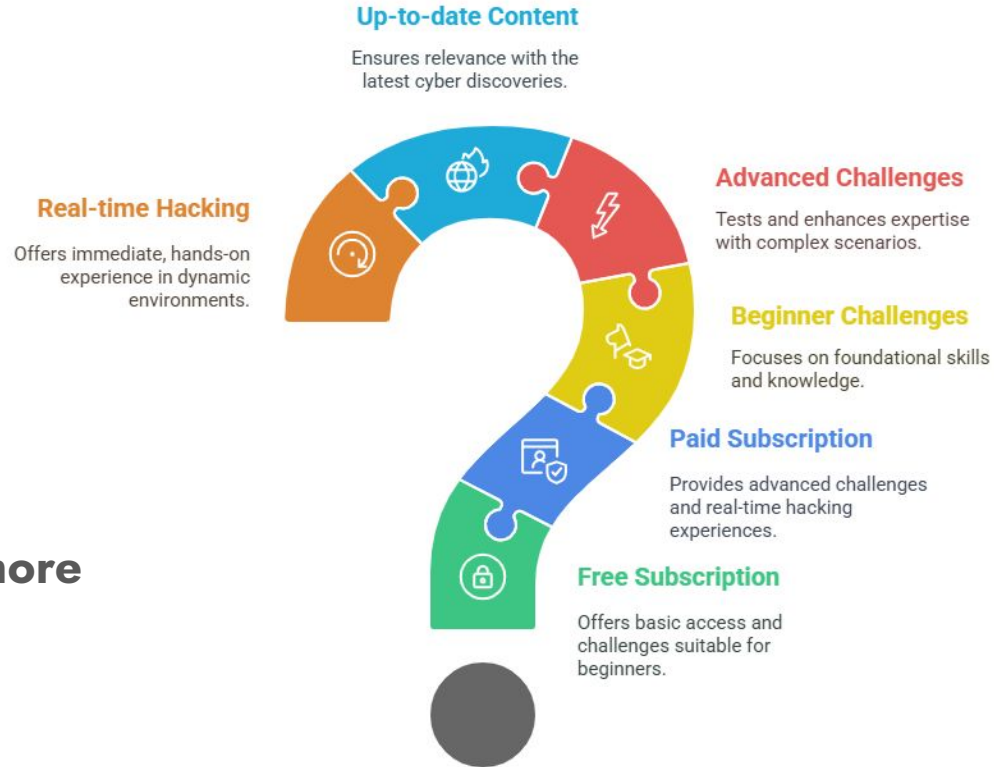 Up-to-date Content
Ensures relevance with the
latest cyber discoveries.
Real-time Hacking
Offers immediate, hands-on
experience in dynamic
environments.
Advanced Challenges
Tests and enhances expertise
with complex scenarios.
Beginner Challenges
Focuses on foundational skills
and knowledge.
Paid Subscription
Provides advanced challenges
and real-time hacking
experiences.
Free Subscription
Offers basic access and
challenges suitable for
beginners.